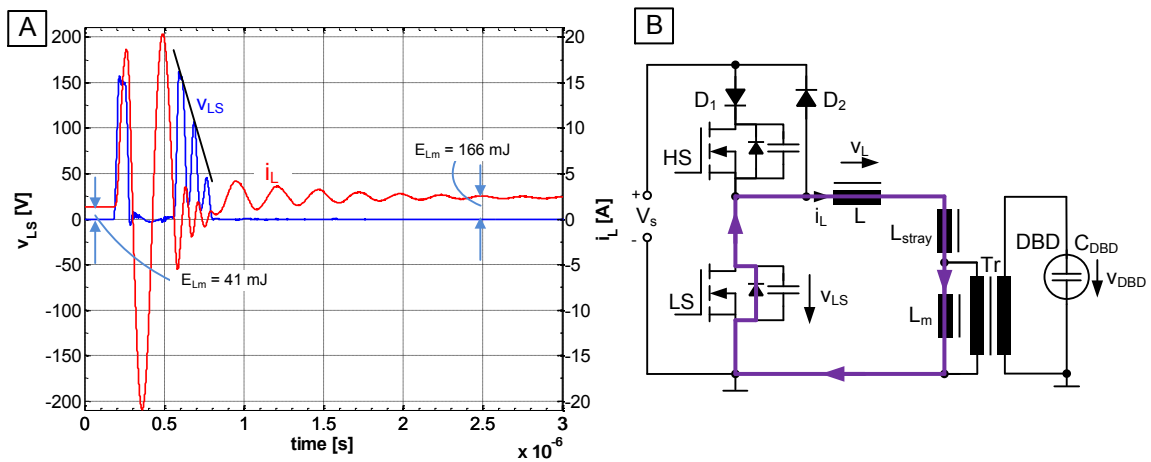 A
v_LS [V]
200
150
100
50
0
-50
-100
-150
-200
0
0.5
1
1.5
2
2.5
3
time [s]
x 10^-6
20
15
10
5
0
-5
-10
-15
-20
i_L [A]
v_LS
i_L
E_Lm = 166 mJ
E_Lm = 41 mJ
B
D_1
D_2
HS
v_L
+
V_s
-
i_L
L
L_stray
DBD
C_DBD
Tr
v_DBD
LS
v_LS
L_m